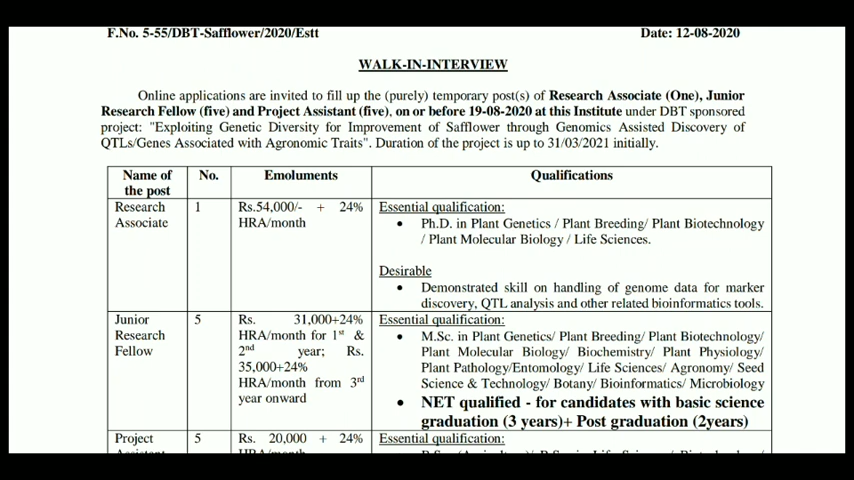 F.No. 5-55/DBT-Safflower/2020/Estt Date: 12-08-2020
WALK-IN-INTERVIEW
Online applications are invited to fill up the (purely) temporary post(s) of Research Associate (One), Junior
Research Fellow (five) and Project Assistant (five), on or before 19-08-2020 at this Institute under DBT sponsored
project: "Exploiting Genetic Diversity for Improvement of Safflower through Genomics Assisted Discovery of
QTLs/Genes Associated with Agronomic Traits". Duration of the project is up to 31/03/2021 initially.
Name of the post No. Emoluments Qualifications
Research Associate
1
Rs.54,000/- + 24%
HRA/month
Essential qualification:
• Ph.D. in Plant Genetics / Plant Breeding/ Plant Biotechnology
/ Plant Molecular Biology / Life Sciences.
Desirable
• Demonstrated skill on handling of genome data for marker
discovery, QTL analysis and other related bioinformatics tools.
Junior
Research
Fellow
5
Rs. 31,000+24%
HRA/month for 1st &
2nd year; Rs.
35,000+24%
HRA/month from 3rd
year onward
Essential qualification:
• M.Sc. in Plant Genetics/ Plant Breeding/ Plant Biotechnology/
Plant Molecular Biology/ Biochemistry/ Plant Physiology/
Plant Pathology/Entomology/ Life Sciences/ Agronomy/ Seed
Science & Technology/ Botany/ Bioinformatics/ Microbiology
• NET qualified - for candidates with basic science
graduation (3 years)+ Post graduation (2years)
Project
5
Rs. 20,000 + 24%
Essential qualification: